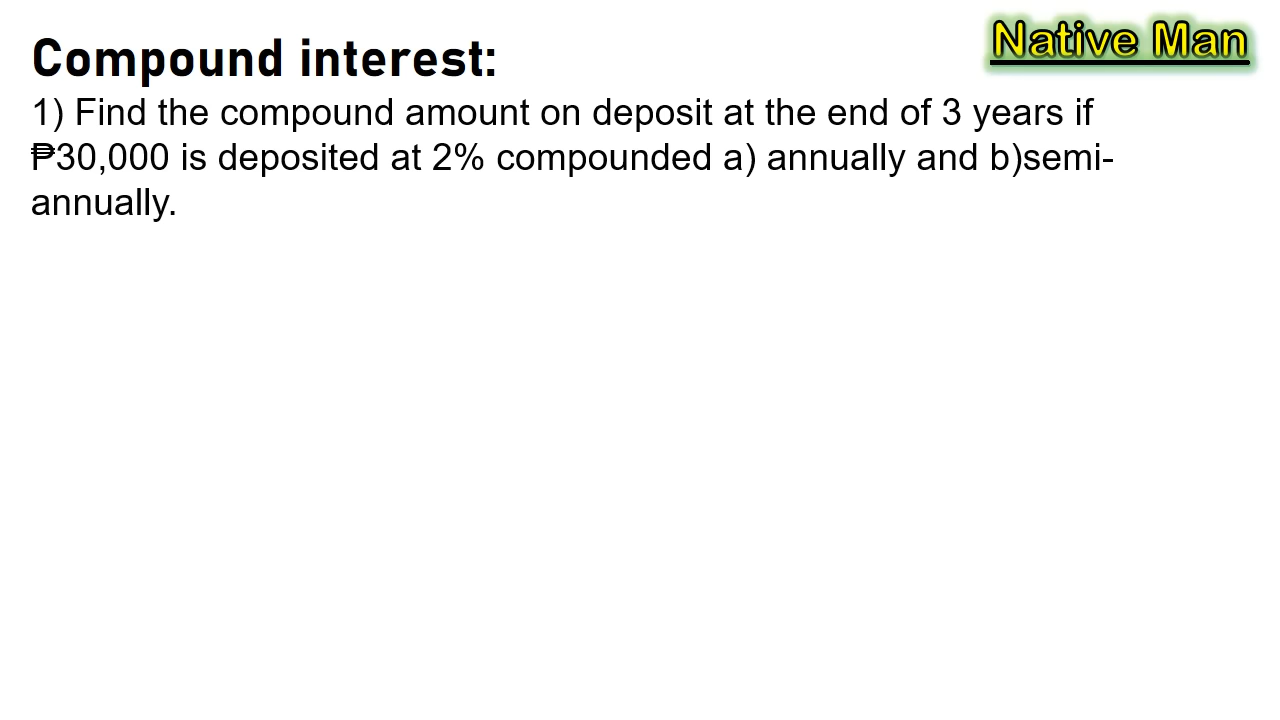 Compound interest:
Native Man
1) Find the compound amount on deposit at the end of 3 years if
₱30,000 is deposited at 2% compounded a) annually and b)semi-
annually.